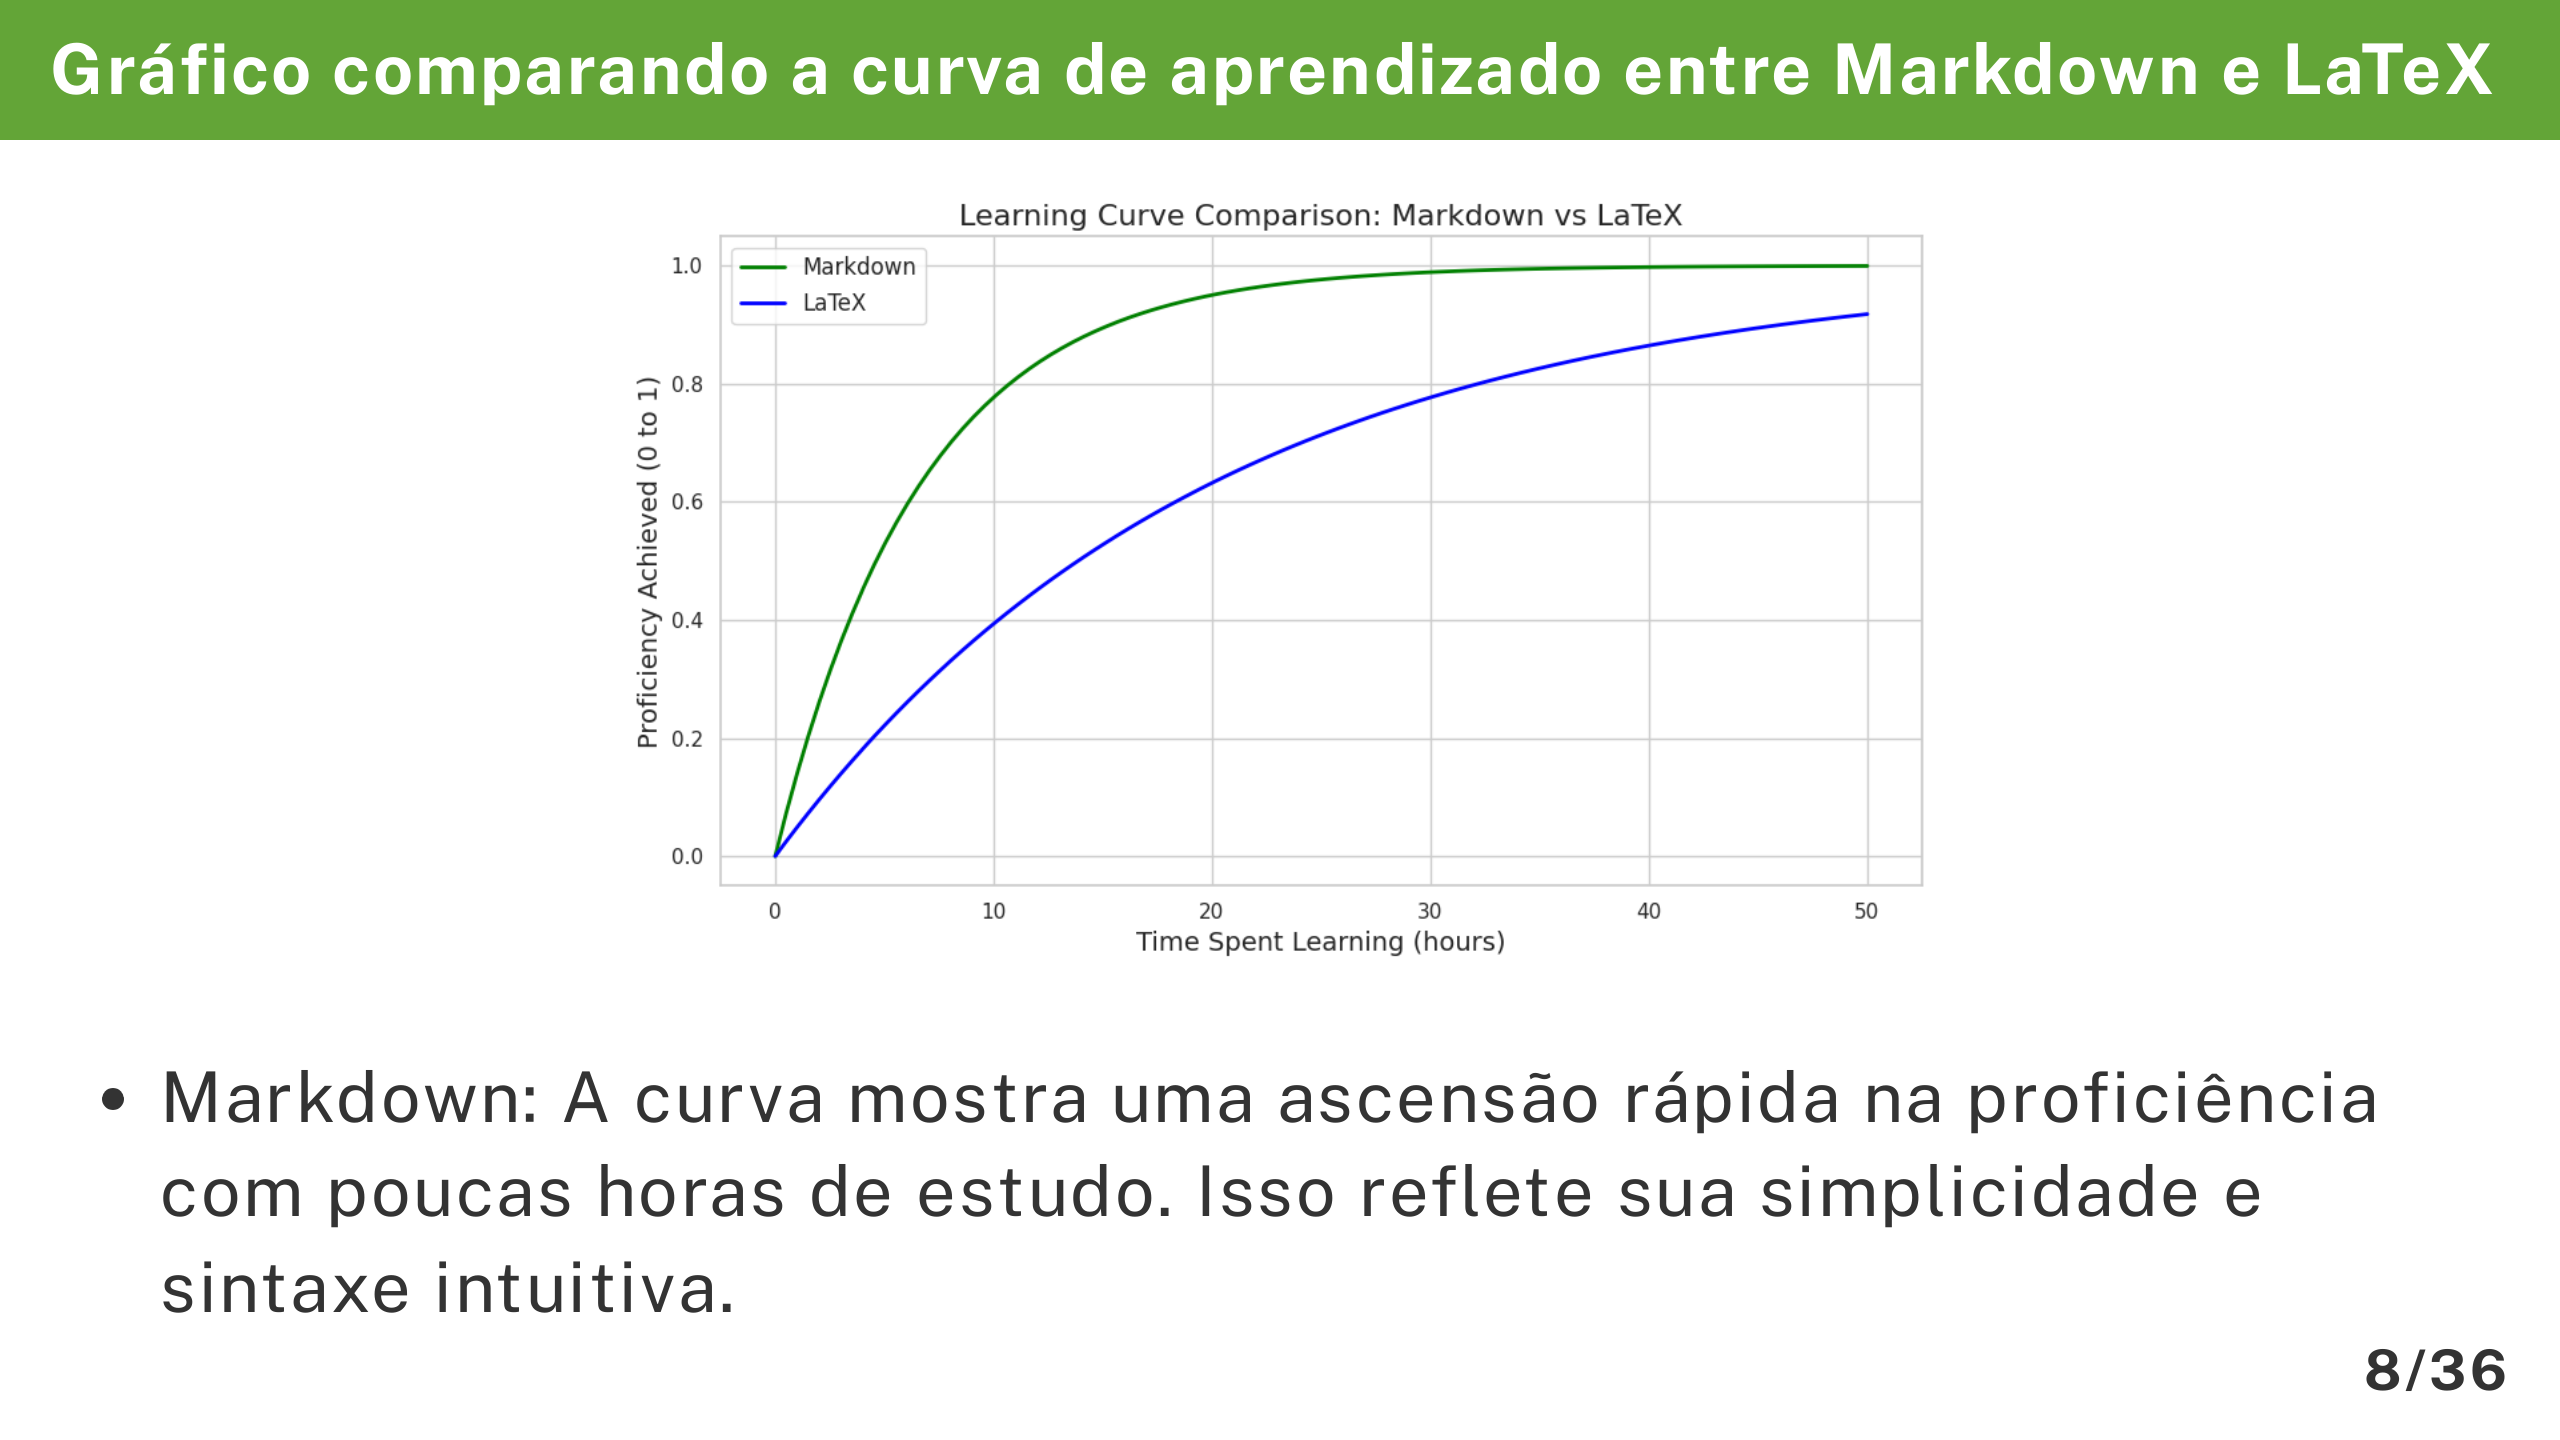 Gráfico comparando a curva de aprendizado entre Markdown e LaTeX
Learning Curve Comparison: Markdown vs LaTeX
Markdown
LaTeX
Proficiency Achieved (0 to 1)
1.0
0.8
0.6
0.4
0.2
0.0
0 10 20 30 40 50
Time Spent Learning (hours)
• Markdown: A curva mostra uma ascensão rápida na proficiência
com poucas horas de estudo. Isso reflete sua simplicidade e
sintaxe intuitiva.
8/36